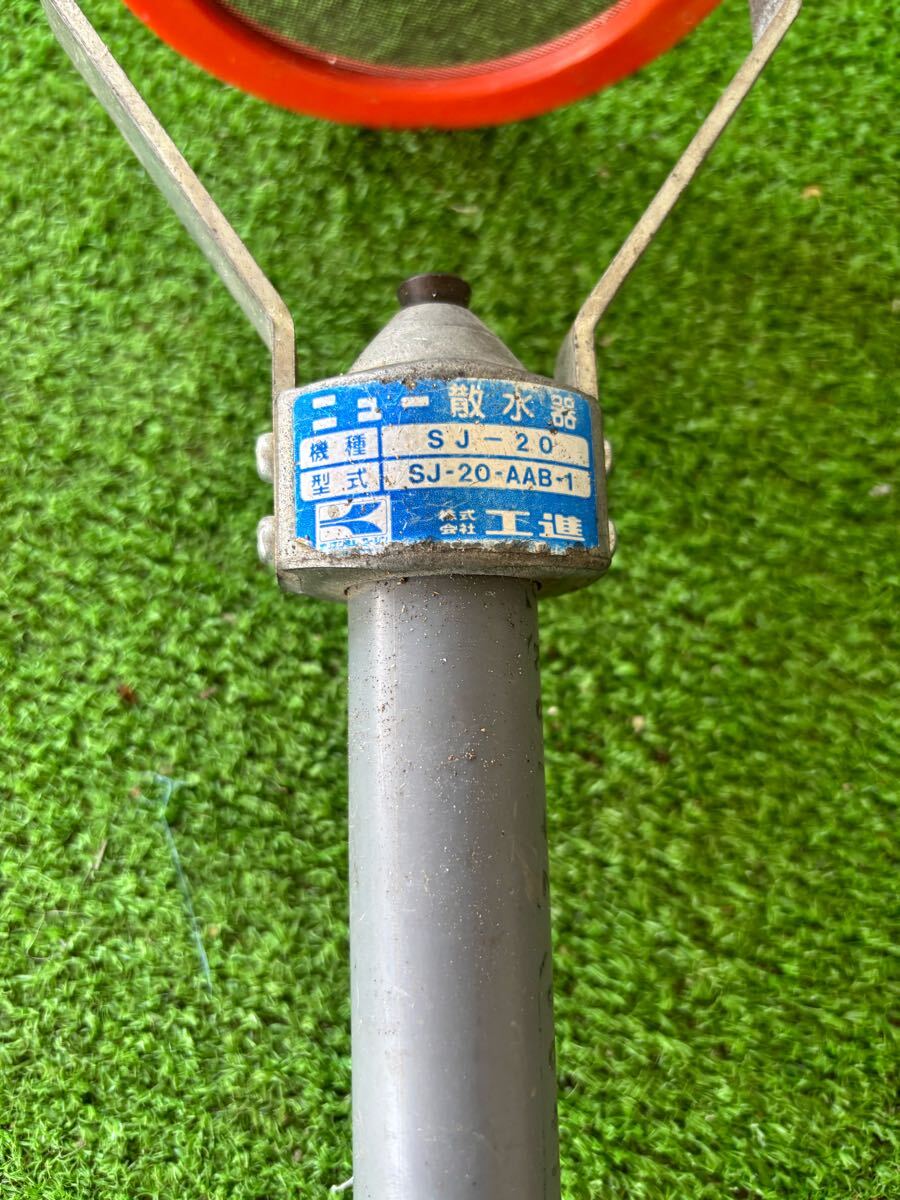 ニュー散水器
機種 SJ-20
型式 SJ-20-AAB-1
株式会社 工進